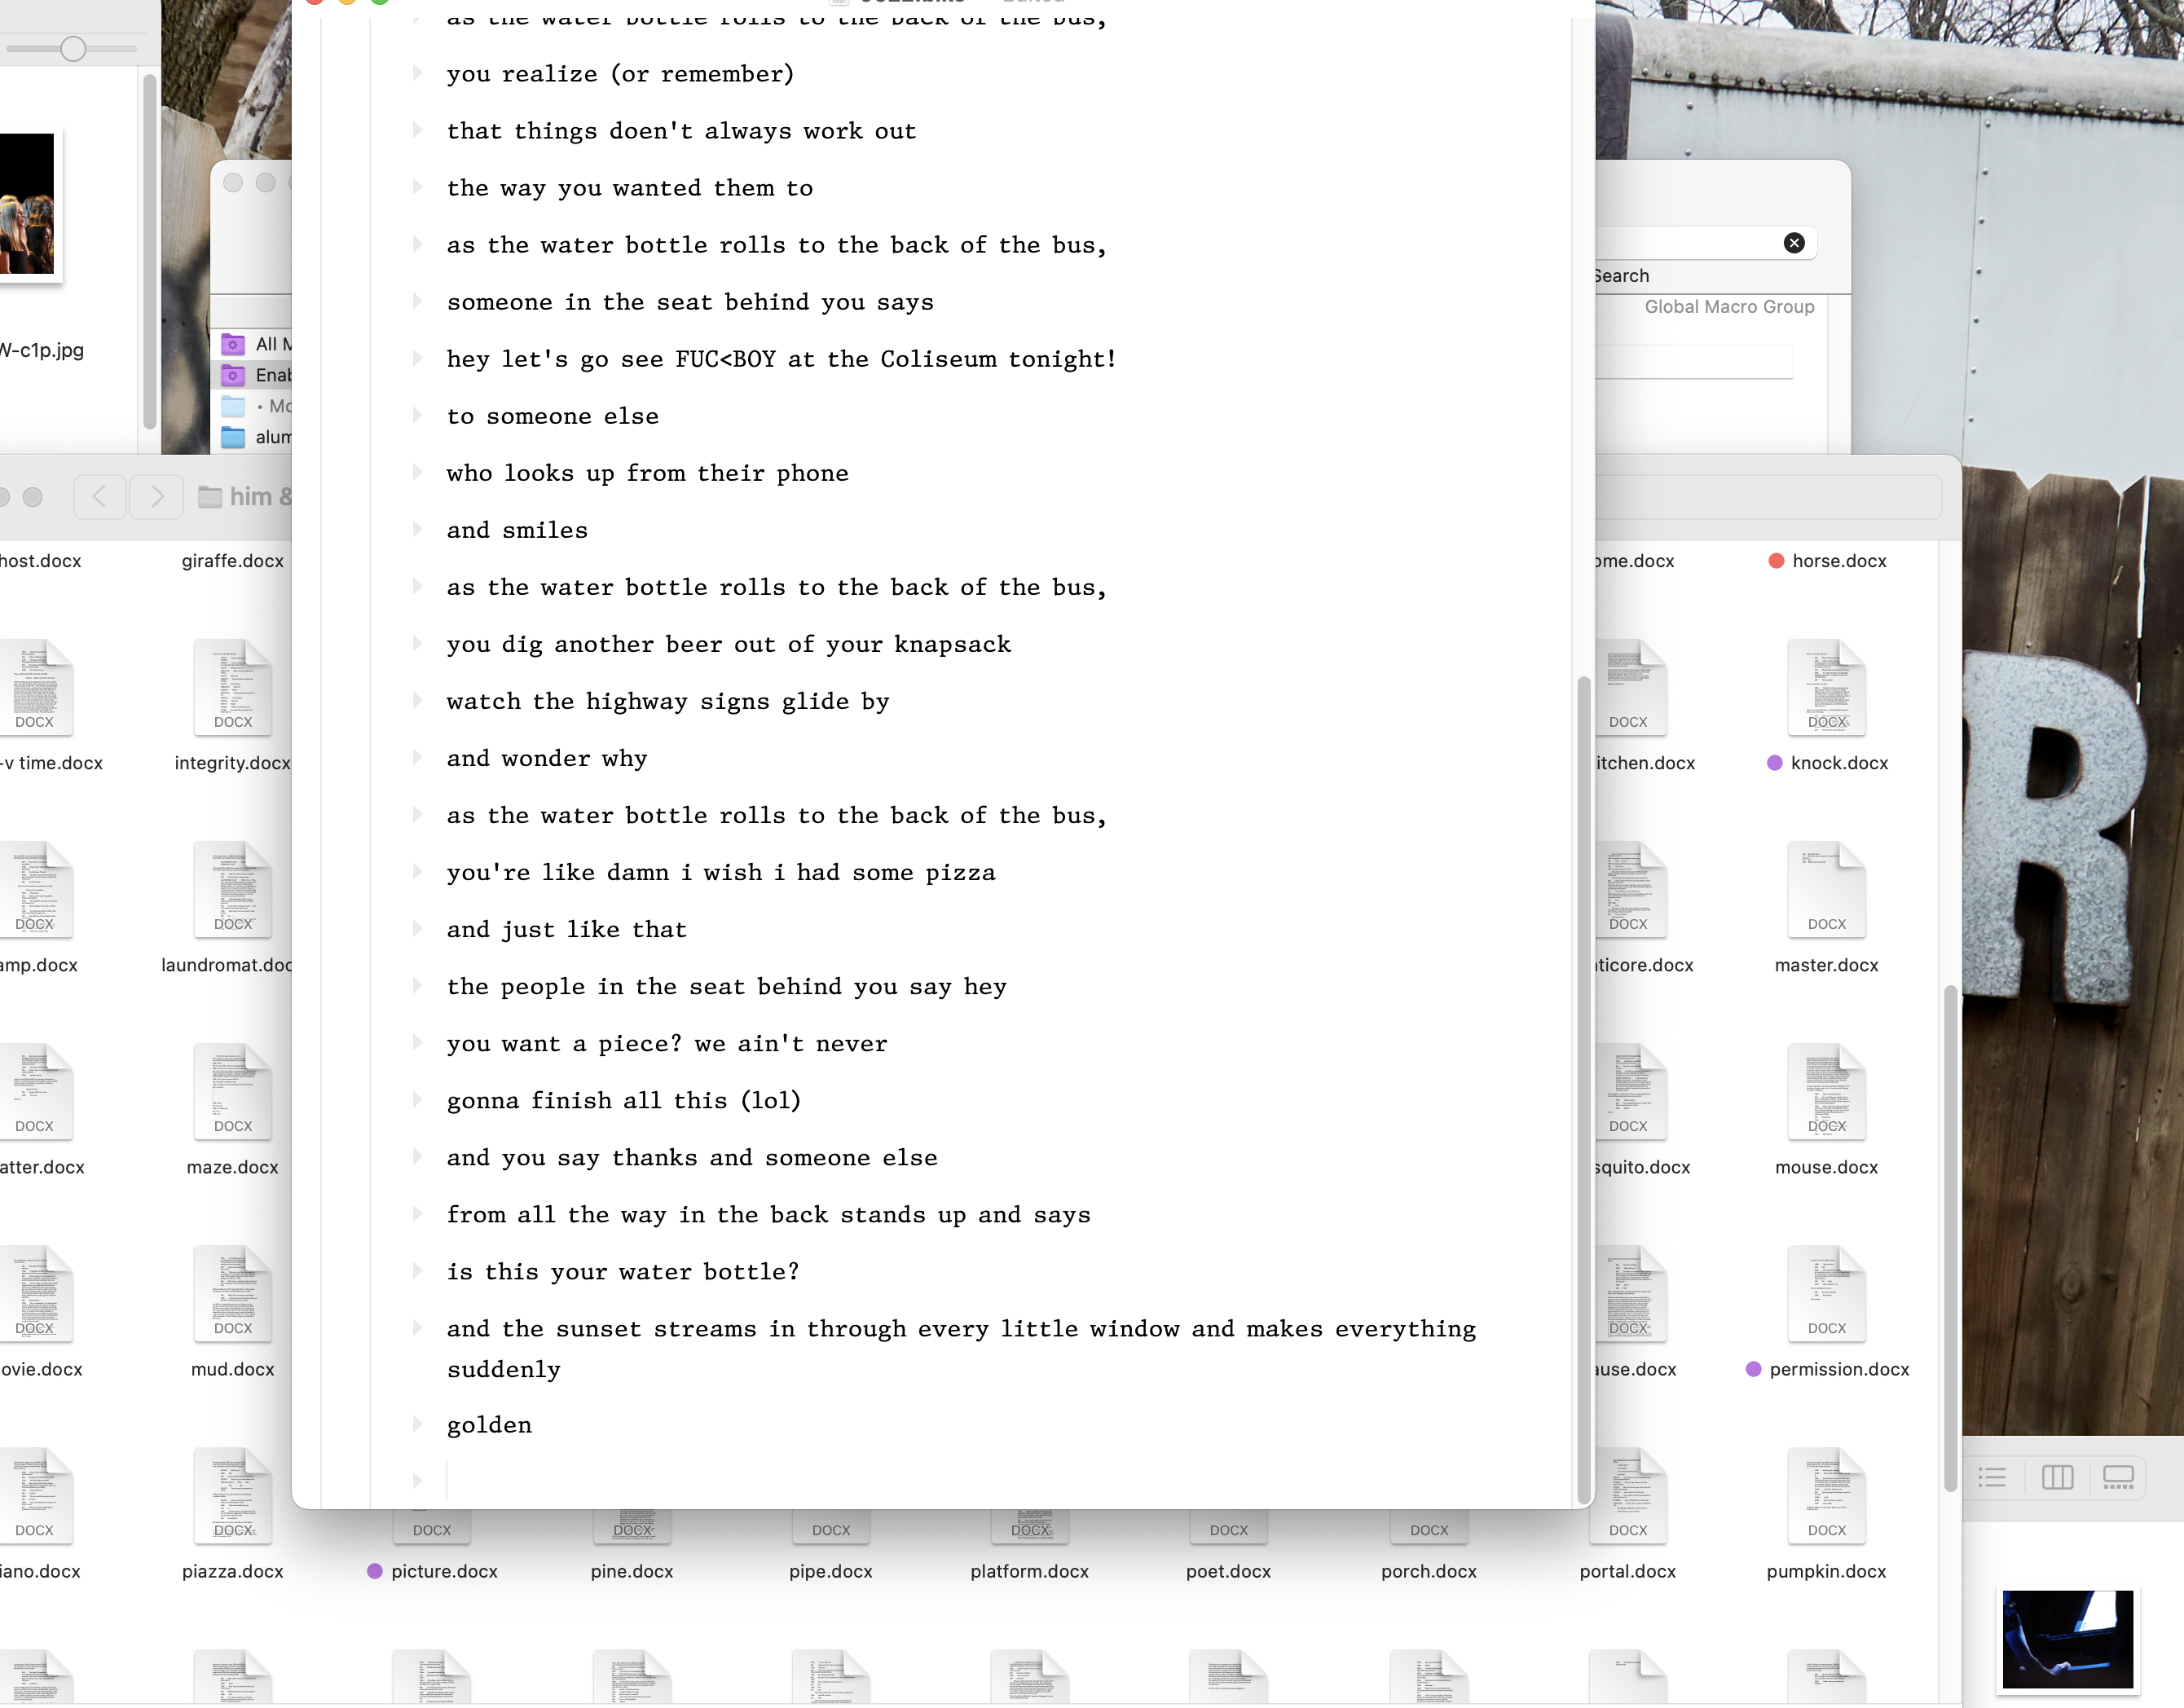 as the water bottle rolls to the back of the bus,
you realize (or remember)
that things doen't always work out
the way you wanted them to
as the water bottle rolls to the back of the bus,
someone in the seat behind you says
hey let's go see FUC<BOY at the Coliseum tonight!
to someone else
who looks up from their phone
and smiles
as the water bottle rolls to the back of the bus,
you dig another beer out of your knapsack
watch the highway signs glide by
and wonder why
as the water bottle rolls to the back of the bus,
you're like damn i wish i had some pizza
and just like that
the people in the seat behind you say hey
you want a piece? we ain't never
gonna finish all this (lol)
and you say thanks and someone else
from all the way in the back stands up and says
is this your water bottle?
and the sunset streams in through every little window and makes everything
suddenly
golden
W-c1p.jpg
All M
Enab
• Mo
alum
Search
Global Macro Group
him &
host.docx
giraffe.docx
ome.docx
horse.docx
DOCX
DOCX
DOCX
DOCX
-v time.docx
integrity.docx
itchen.docx
knock.docx
DOCX
DOCX
DOCX
DOCX
amp.docx
laundromat.doc
nticore.docx
master.docx
DOCX
DOCX
DOCX
DOCX
atter.docx
maze.docx
squito.docx
mouse.docx
DOCX
DOCX
DOCX
DOCX
ovie.docx
mud.docx
ause.docx
permission.docx
DOCX
DOCX
DOCX
DOCX
DOCX
DOCX
DOCX
DOCX
DOCX
DOCX
iano.docx
piazza.docx
picture.docx
pine.docx
pipe.docx
platform.docx
poet.docx
porch.docx
portal.docx
pumpkin.docx
R